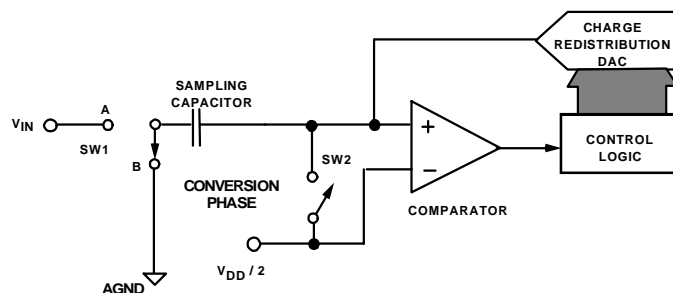 CHARGE
REDISTRIBUTION
DAC
SAMPLING
CAPACITOR
A
VIN
SW1
B
+
−
SW2
CONTROL
LOGIC
CONVERSION
PHASE
COMPARATOR
VDD / 2
AGND